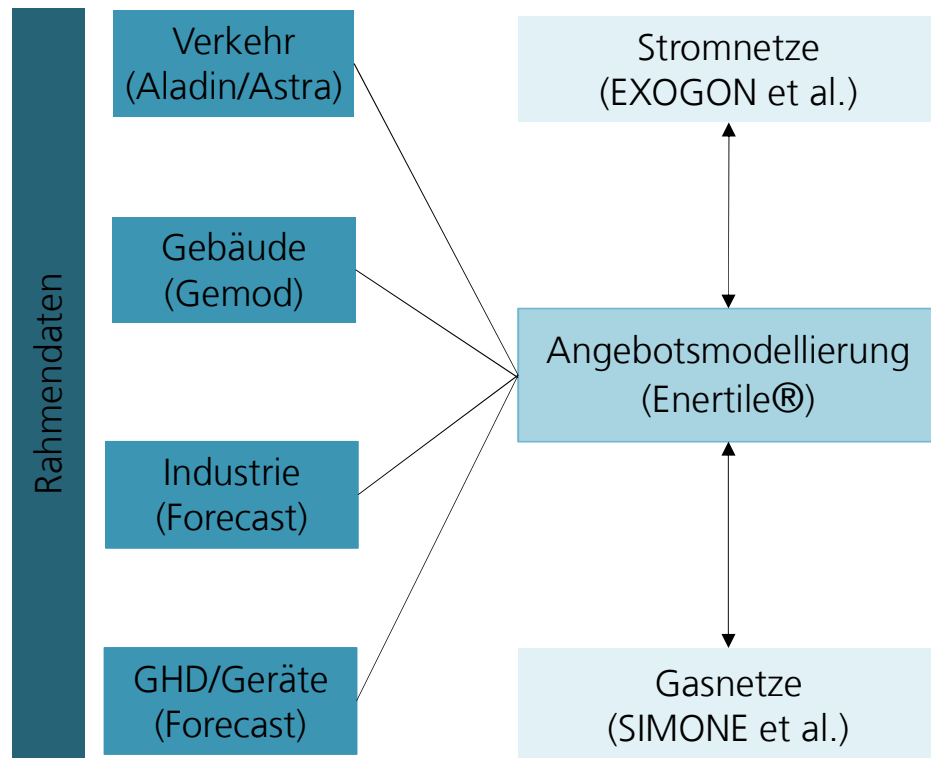 Rahmendaten
Verkehr
(Aladin/Astra)
Gebäude
(Gemod)
Industrie
(Forecast)
GHD/Geräte
(Forecast)
Stromnetze
(EXOGON et al.)
Angebotsmodellierung
(Enertile®)
Gasnetze
(SIMONE et al.)